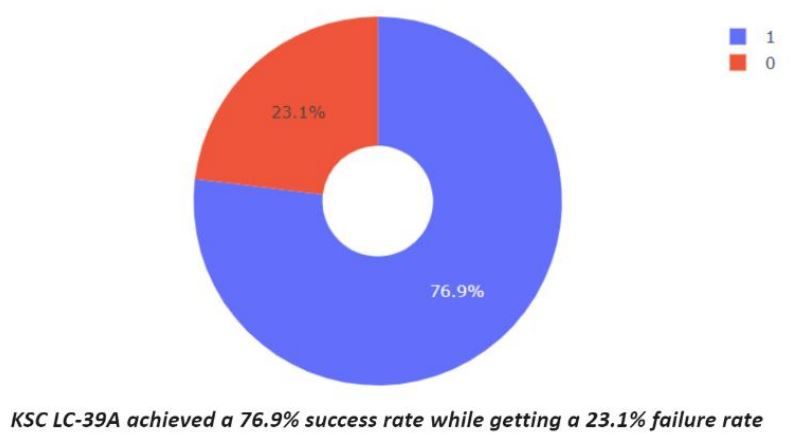 1
0
23.1%
76.9%
KSC LC-39A achieved a 76.9% success rate while getting a 23.1% failure rate